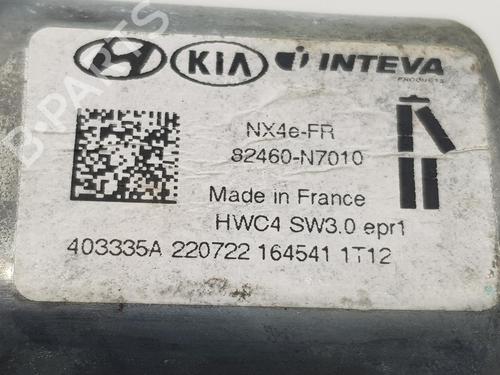 HYUNDAI KIA INTEVA
PRODUCTS
NX4e-FR
82460-N7010
Made in France
HWC4 SW3.0 epr1
403335A 220722 164541 1T12
B-PARTS